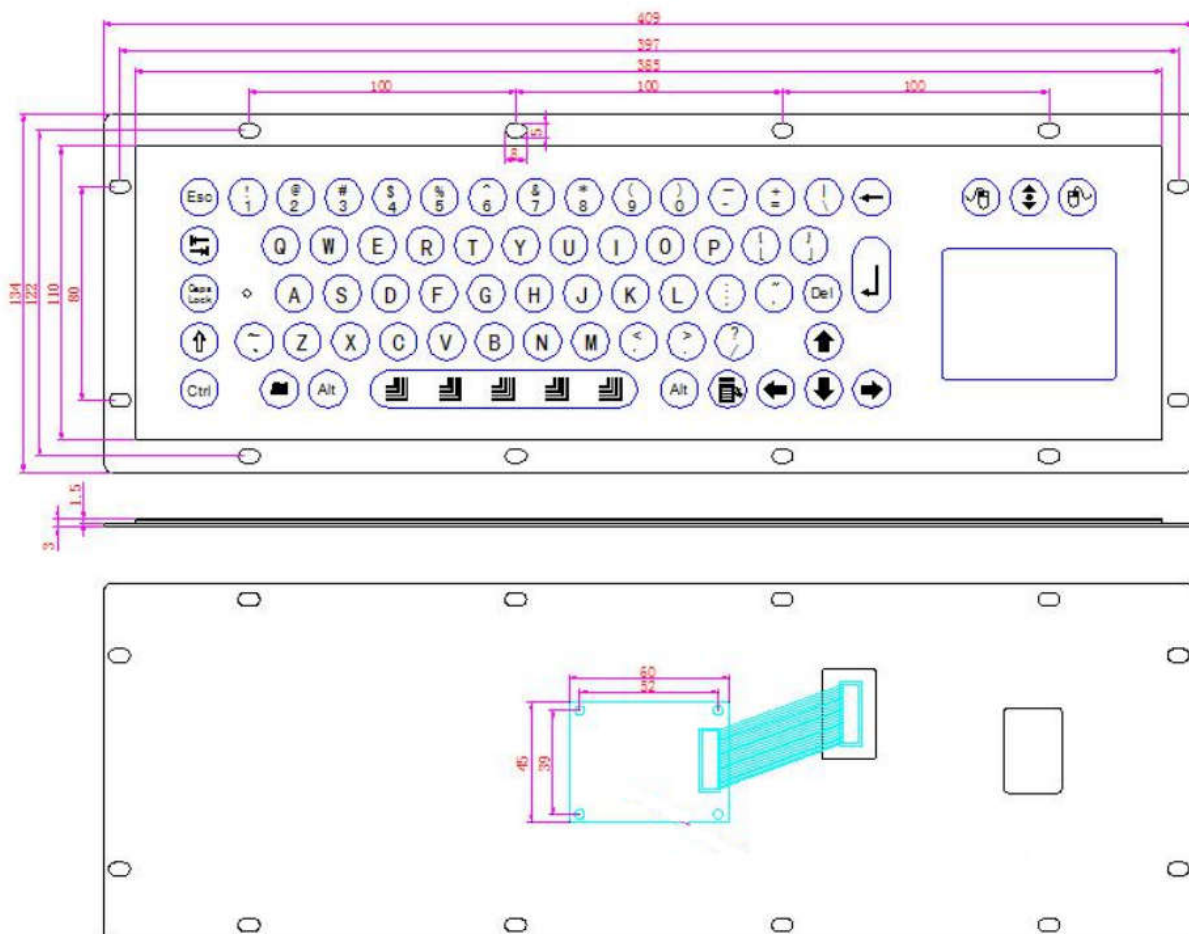 409
397
385
100 100 100
5
8
134
122
110
80
Esc ! 1 @ 2 # 3 $ 4 % 5 ^ 6 & 7 * 8 ( 9 ) 0 — - + = | \
Q W E R T Y U I O P { [ } ]
Caps Lock A S D F G H J K L Del
Z X C V B N M < > . ? /
Ctrl Alt Alt
1.5
3
60
52
45
39